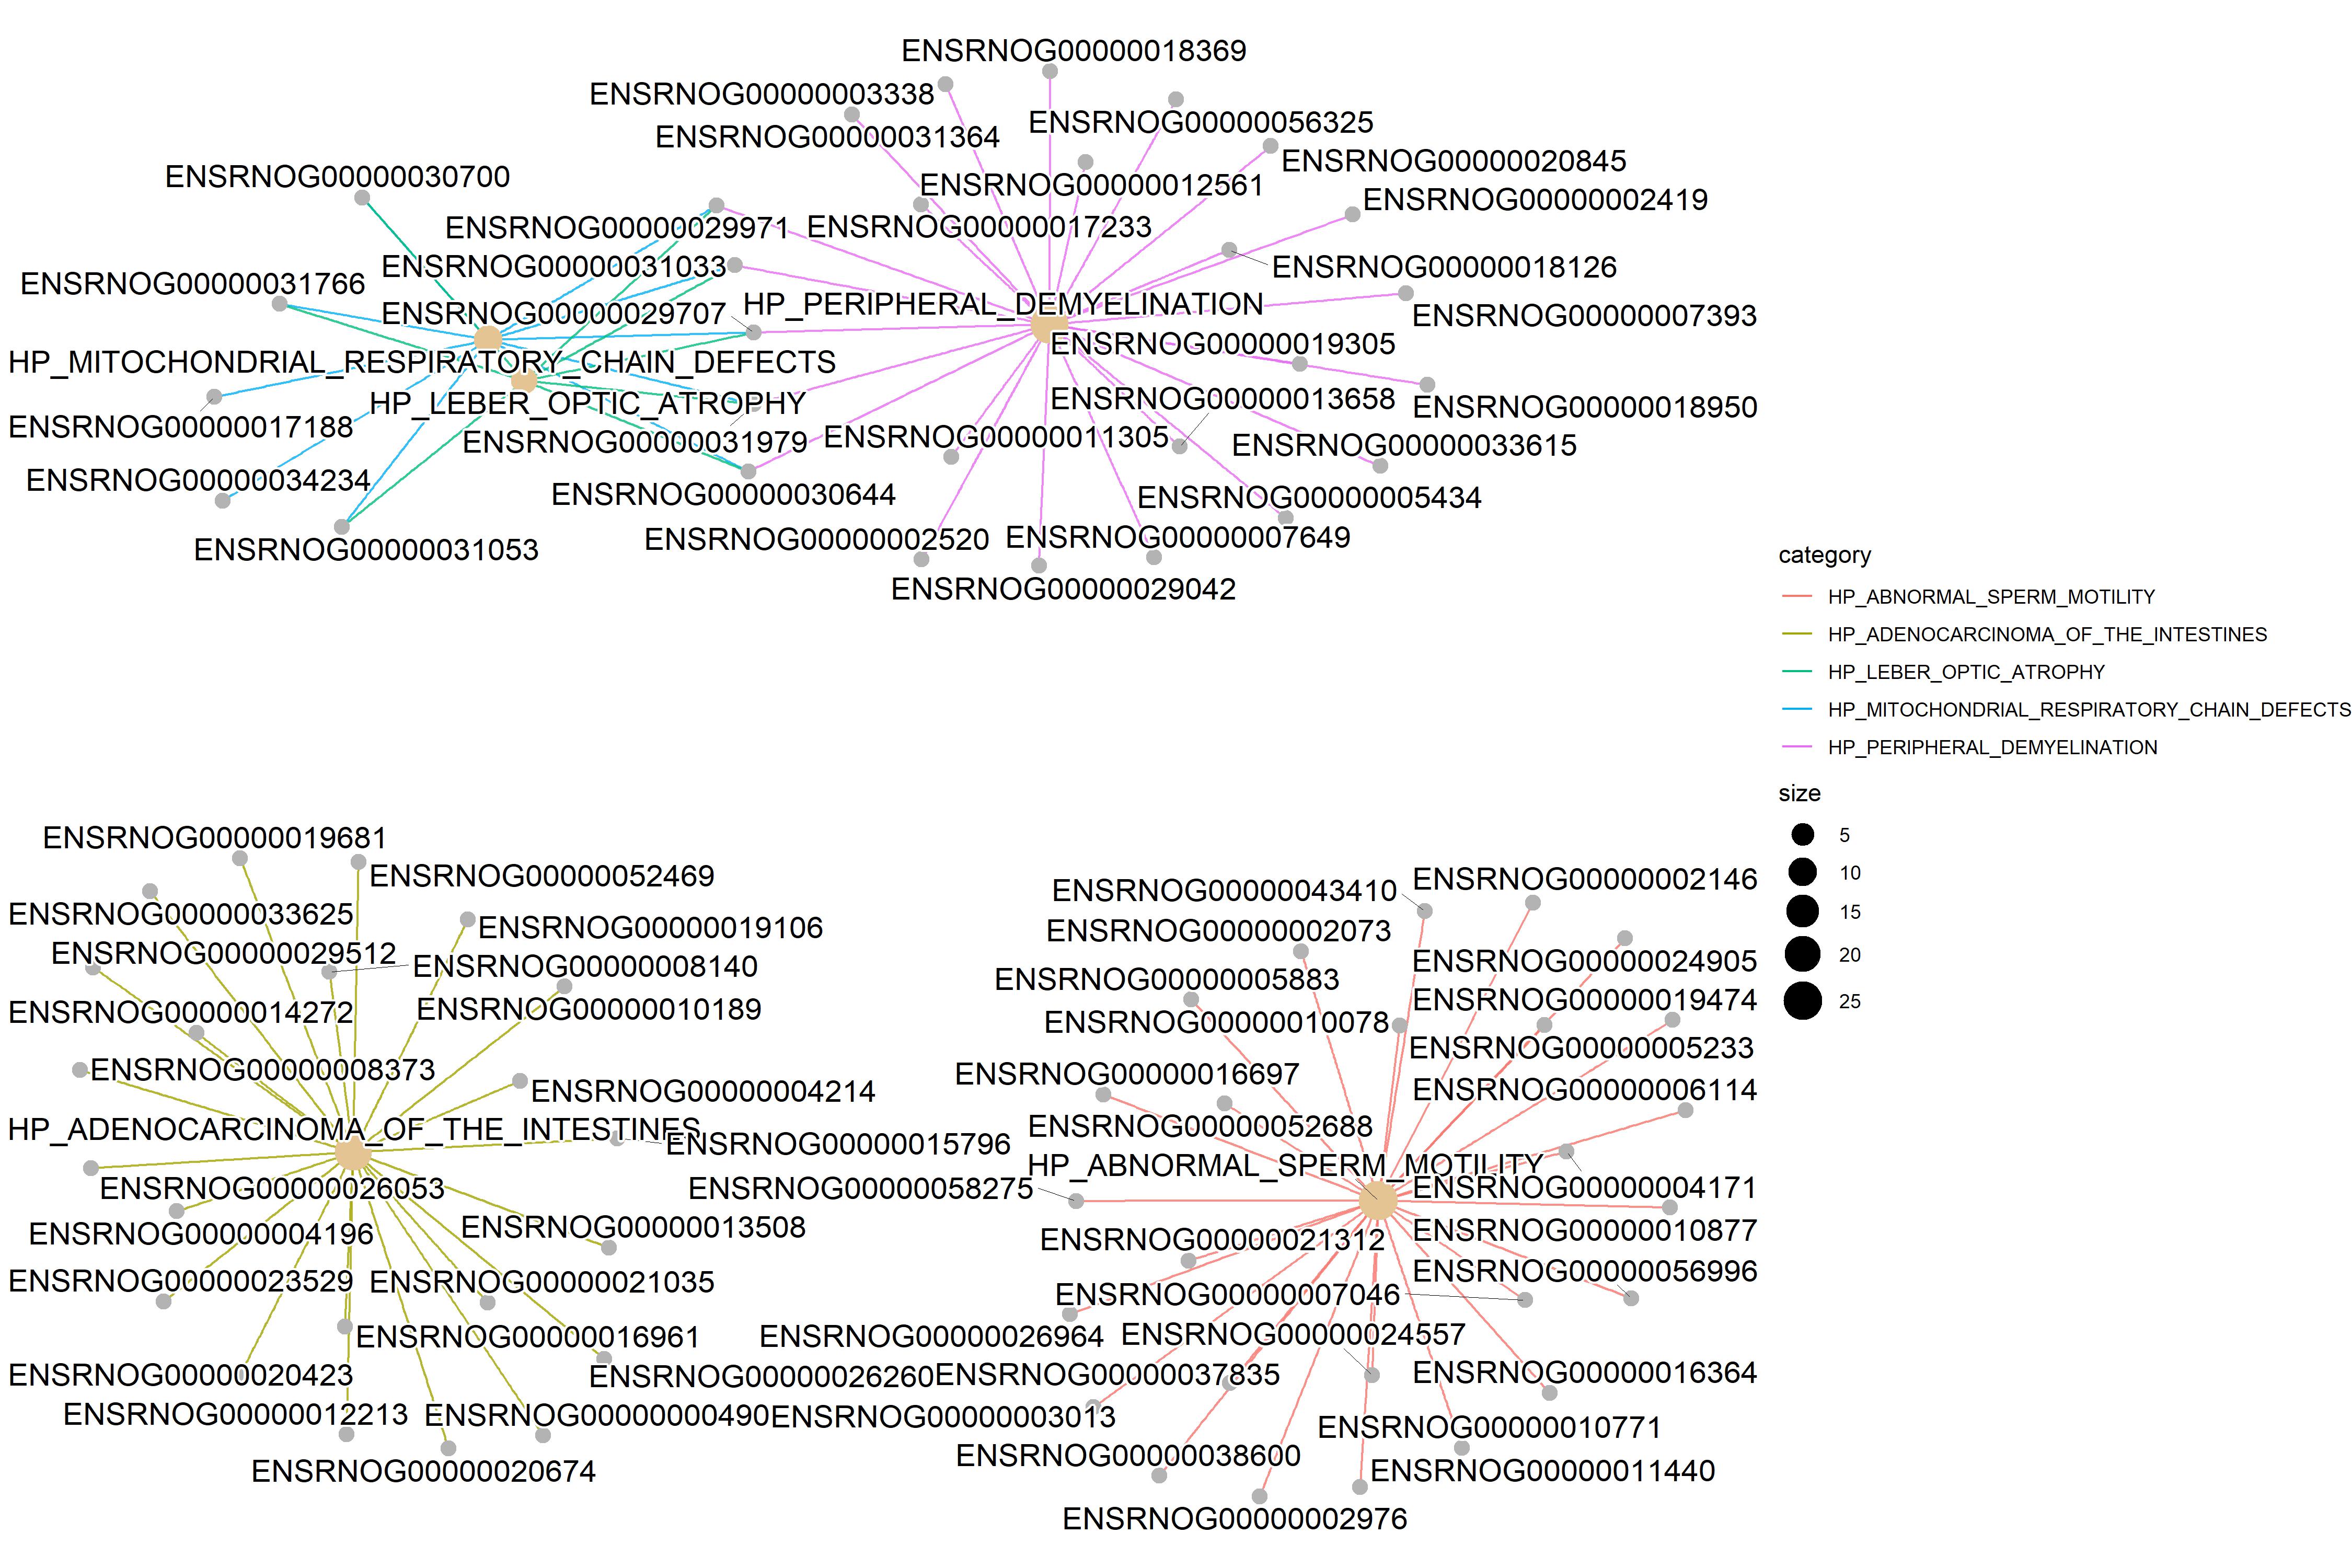 ENSRNOG00000018369
ENSRNOG00000003338
ENSRNOG00000056325
ENSRNOG00000031364
ENSRNOG00000020845
ENSRNOG00000030700
ENSRNOG00000012561
ENSRNOG00000002419
ENSRNOG00000029971
ENSRNOG00000017233
ENSRNOG00000031033
ENSRNOG00000018126
ENSRNOG00000031766
HP_PERIPHERAL_DEMYELINATION
ENSRNOG00000029707
ENSRNOG00000007393
ENSRNOG00000019305
HP_MITOCHONDRIAL_RESPIRATORY_CHAIN_DEFECTS
HP_LEBER_OPTIC_ATROPHY
ENSRNOG00000013658
ENSRNOG00000018950
ENSRNOG00000017188
ENSRNOG00000031979
ENSRNOG00000011305
ENSRNOG00000033615
ENSRNOG00000034234
ENSRNOG00000030644
ENSRNOG00000005434
ENSRNOG00000031053
ENSRNOG00000002520
ENSRNOG00000007649
ENSRNOG00000029042
category
HP_ABNORMAL_SPERM_MOTILITY
HP_ADENOCARCINOMA_OF_THE_INTESTINES
HP_LEBER_OPTIC_ATROPHY
HP_MITOCHONDRIAL_RESPIRATORY_CHAIN_DEFECTS
HP_PERIPHERAL_DEMYELINATION
size
5
10
15
20
25
ENSRNOG00000019681
ENSRNOG00000052469
ENSRNOG00000033625
ENSRNOG00000019106
ENSRNOG00000029512
ENSRNOG00000008140
ENSRNOG00000014272
ENSRNOG00000010189
ENSRNOG00000008373
ENSRNOG00000004214
HP_ADENOCARCINOMA_OF_THE_INTESTINES
ENSRNOG00000015796
ENSRNOG00000026053
ENSRNOG00000004196
ENSRNOG00000013508
ENSRNOG00000023529
ENSRNOG00000021035
ENSRNOG00000016961
ENSRNOG00000020423
ENSRNOG00000026260
ENSRNOG00000012213
ENSRNOG00000000490
ENSRNOG00000020674
ENSRNOG00000043410
ENSRNOG00000002146
ENSRNOG00000002073
ENSRNOG00000024905
ENSRNOG00000005883
ENSRNOG00000019474
ENSRNOG00000010078
ENSRNOG00000005233
ENSRNOG00000016697
ENSRNOG00000006114
ENSRNOG00000052688
HP_ABNORMAL_SPERM_MOTILITY
ENSRNOG00000058275
ENSRNOG00000004171
ENSRNOG00000021312
ENSRNOG00000010877
ENSRNOG00000056996
ENSRNOG00000007046
ENSRNOG00000026964
ENSRNOG00000024557
ENSRNOG00000037835
ENSRNOG00000016364
ENSRNOG00000003013
ENSRNOG00000010771
ENSRNOG00000038600
ENSRNOG00000011440
ENSRNOG00000002976